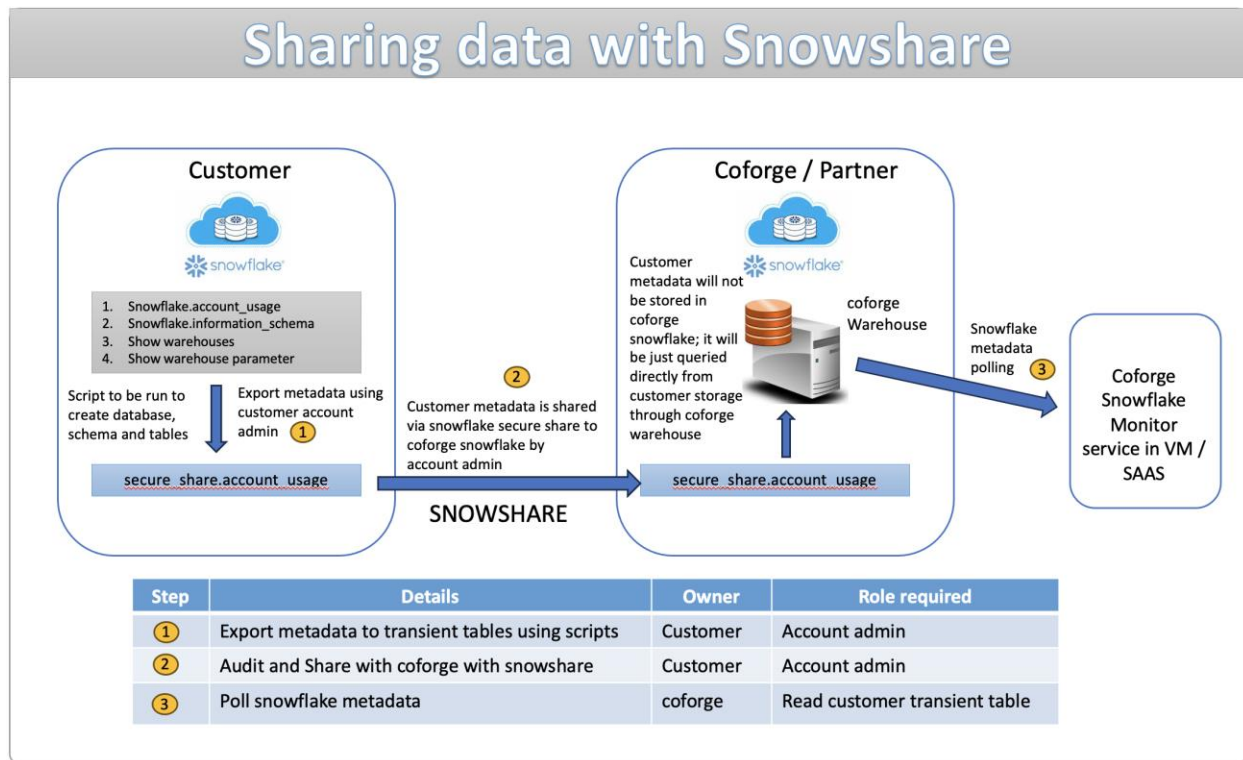 Sharing data with Snowshare
Customer
snowflake®
1. Snowflake.account_usage
2. Snowflake.information_schema
3. Show warehouses
4. Show warehouse parameter
Script to be run to
create database,
schema and tables
Export metadata using
customer account
admin 1
secure_share.account_usage
2
Customer metadata is shared
via snowflake secure share to
coforge snowflake by
account admin
SNOWSHARE
Coforge / Partner
snowflake®
Customer
metadata will not
be stored in
coforge
snowflake; it will
be just queried
directly from
customer storage
through coforge
warehouse
coforge
Warehouse
secure_share.account_usage
Snowflake
metadata
polling 3
Coforge
Snowflake
Monitor
service in VM /
SAAS
Step Details Owner Role required
1 Export metadata to transient tables using scripts Customer Account admin
2 Audit and Share with coforge with snowshare Customer Account admin
3 Poll snowflake metadata coforge Read customer transient table